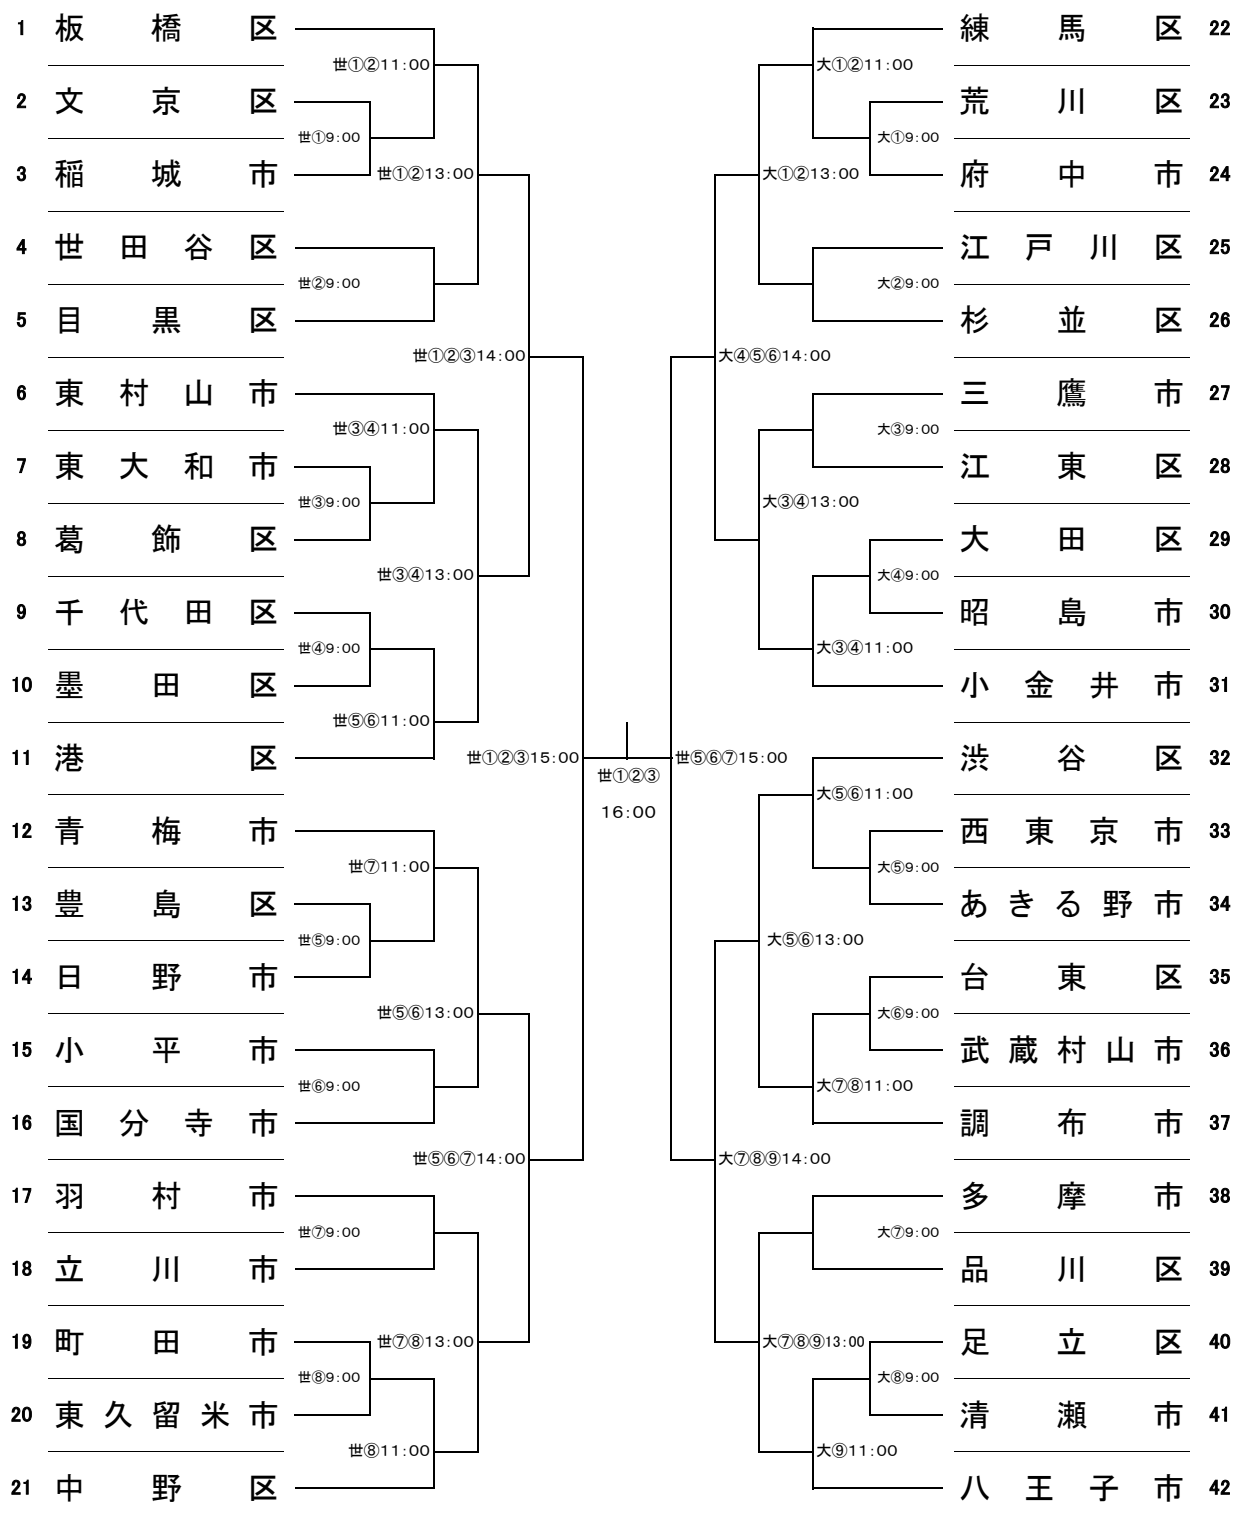 1 板橋区
世①②11:00
2 文京区
世①9:00
3 稲城市
世①②13:00
4 世田谷区
世②9:00
5 目黒区
世①②③14:00
6 東村山市
世③④11:00
7 東大和市
世③9:00
8 葛飾区
世③④13:00
9 千代田区
世④9:00
10 墨田区
世⑤⑥11:00
11 港区
世①②③15:00
12 青梅市
世⑦11:00
13 豊島区
世⑤9:00
14 日野市
世⑤⑥13:00
15 小平市
世⑥9:00
16 国分寺市
世⑤⑥⑦14:00
17 羽村市
世⑦9:00
18 立川市
19 町田市
世⑦⑧13:00
世⑧9:00
20 東久留米市
世⑧11:00
21 中野区
世①②③
16:00
練馬区 22
大①②11:00
荒川区 23
大①9:00
府中市 24
大①②13:00
江戸川区 25
大②9:00
杉並区 26
大④⑤⑥14:00
三鷹市 27
大③9:00
江東区 28
大③④13:00
大田区 29
大④9:00
昭島市 30
大③④11:00
小金井市 31
世⑤⑥⑦15:00
渋谷区 32
大⑤⑥11:00
西東京市 33
大⑤9:00
あきる野市 34
大⑤⑥13:00
台東区 35
大⑥9:00
武蔵村山市 36
大⑦⑧11:00
調布市 37
大⑦⑧⑨14:00
多摩市 38
大⑦9:00
品川区 39
大⑦⑧⑨13:00
足立区 40
大⑧9:00
清瀬市 41
大⑨11:00
八王子市 42